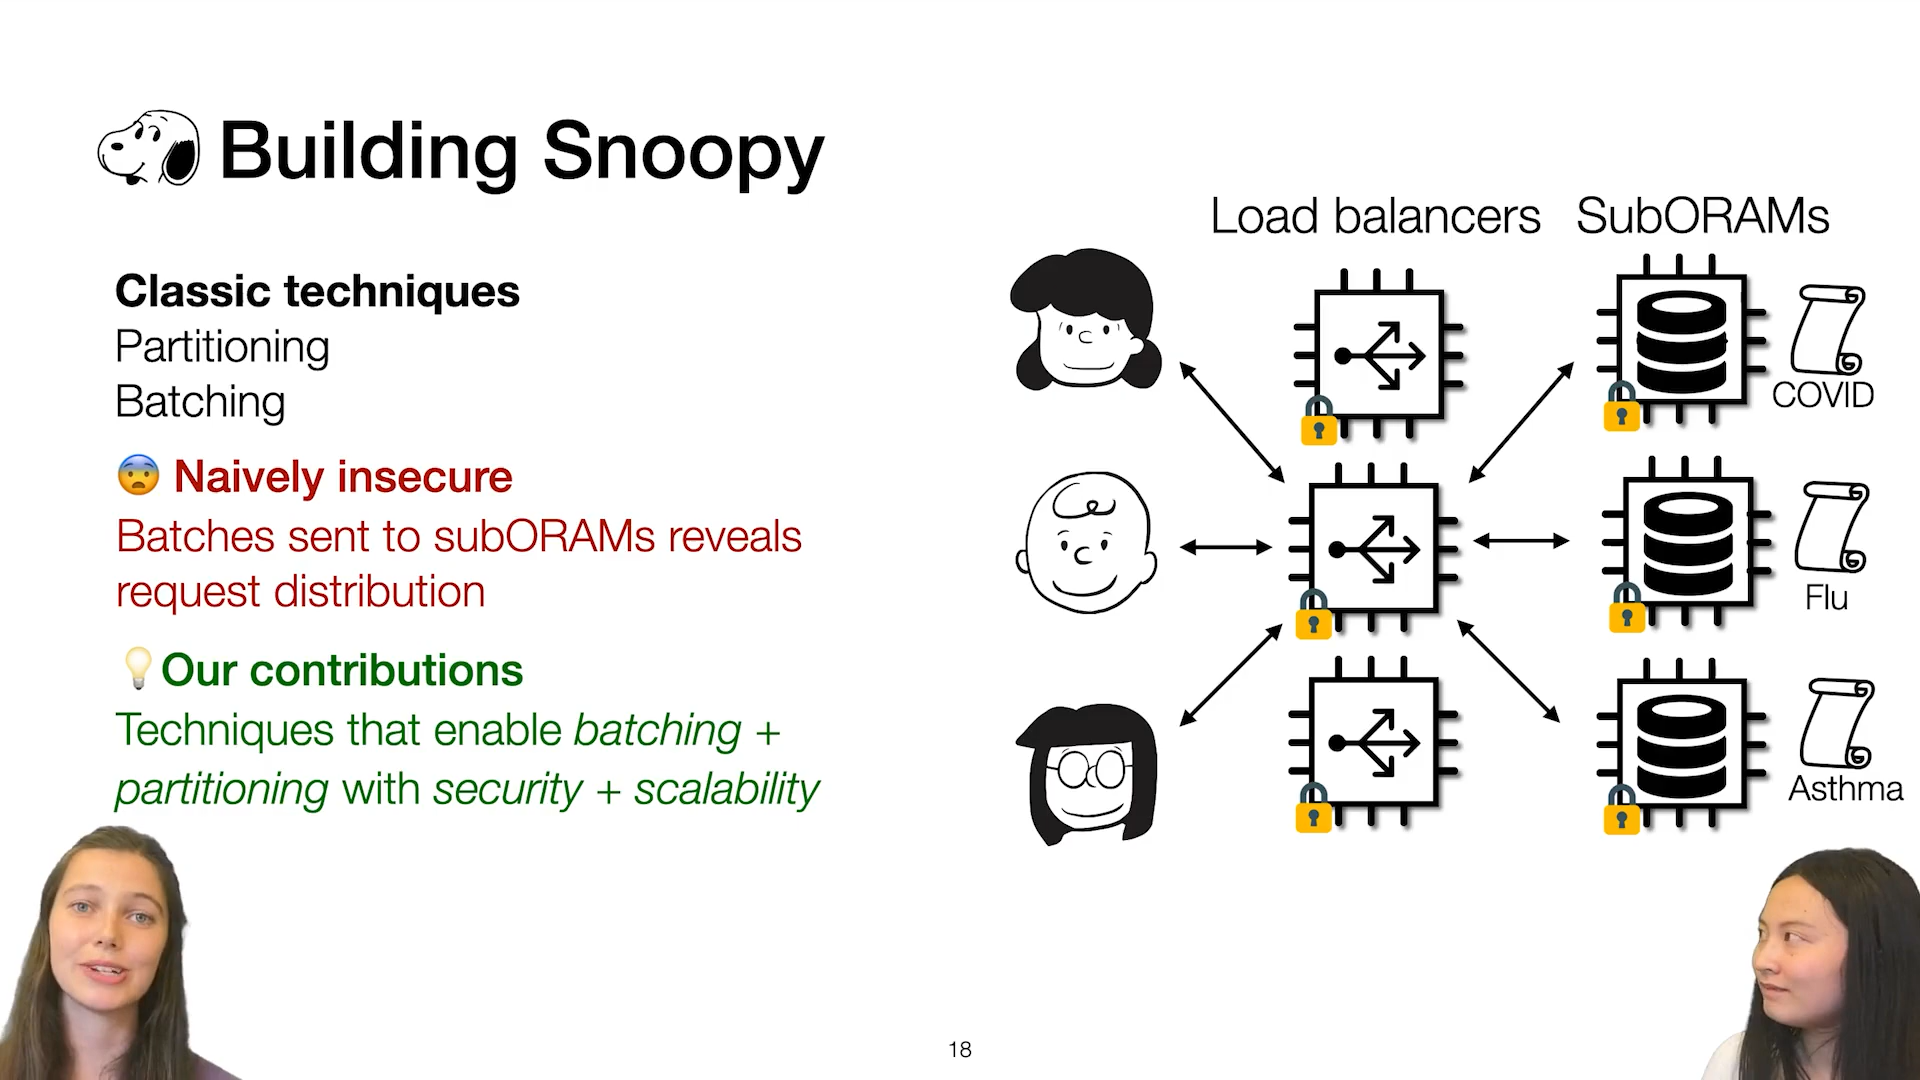 Building Snoopy
Classic techniques
Partitioning
Batching
Naively insecure
Batches sent to subORAMs reveals
request distribution
Our contributions
Techniques that enable batching +
partitioning with security + scalability
Load balancers
SubORAMs
COVID
Flu
Asthma
18